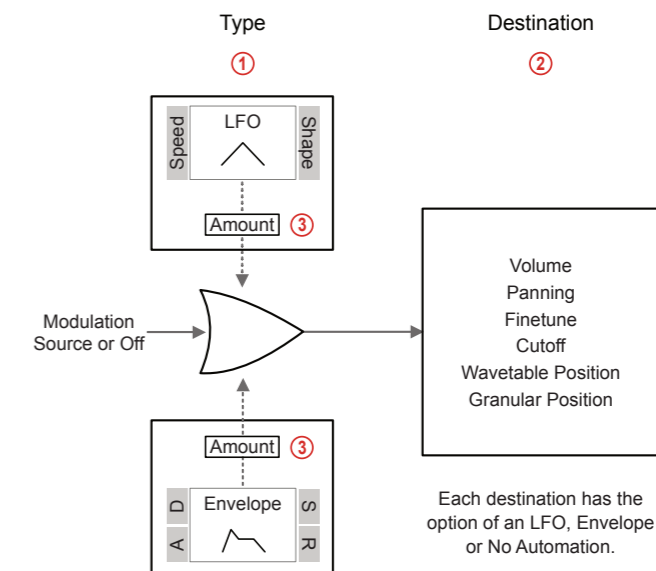 Type
Destination
1
2
LFO
Speed
Shape
Amount
3
Modulation
Source or Off
Volume
Panning
Finetune
Cutoff
Wavetable Position
Granular Position
Amount
3
Envelope
D
A
S
R
Each destination has the
option of an LFO, Envelope
or No Automation.